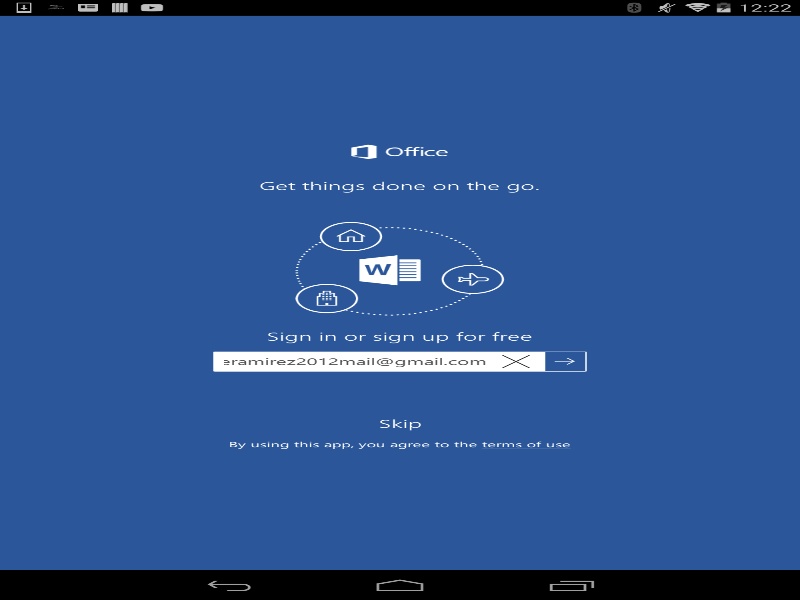 12:22
Office
Get things done on the go.
W
Sign in or sign up for free
eramirez2012mail@gmail.com
Skip
By using this app, you agree to the terms of use